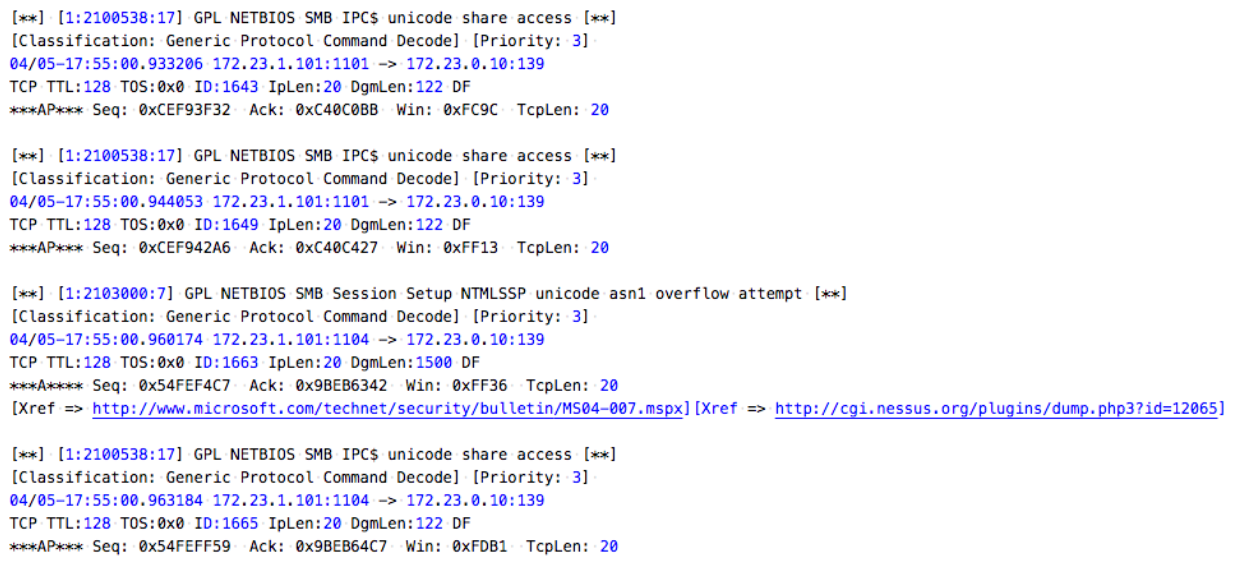 [**] [1:2100538:17] GPL NETBIOS SMB IPC$ unicode share access [**]
[Classification: Generic Protocol Command Decode] [Priority: 3]
04/05-17:55:00.933206 172.23.1.101:1101 -> 172.23.0.10:139
TCP TTL:128 TOS:0x0 ID:1643 IpLen:20 DgmLen:122 DF
***AP*** Seq: 0xCEF93F32  Ack: 0xC40C0BB  Win: 0xFC9C  TcpLen: 20

[**] [1:2100538:17] GPL NETBIOS SMB IPC$ unicode share access [**]
[Classification: Generic Protocol Command Decode] [Priority: 3]
04/05-17:55:00.944053 172.23.1.101:1101 -> 172.23.0.10:139
TCP TTL:128 TOS:0x0 ID:1649 IpLen:20 DgmLen:122 DF
***AP*** Seq: 0xCEF942A6  Ack: 0xC40C427  Win: 0xFF13  TcpLen: 20

[**] [1:2103000:7] GPL NETBIOS SMB Session Setup NTMLSSP unicode asn1 overflow attempt [**]
[Classification: Generic Protocol Command Decode] [Priority: 3]
04/05-17:55:00.960174 172.23.1.101:1104 -> 172.23.0.10:139
TCP TTL:128 TOS:0x0 ID:1663 IpLen:20 DgmLen:1500 DF
***A**** Seq: 0x54FEF4C7  Ack: 0x9BEB6342  Win: 0xFF36  TcpLen: 20
[Xref => http://www.microsoft.com/technet/security/bulletin/MS04-007.mspx][Xref => http://cgi.nessus.org/plugins/dump.php3?id=12065]

[**] [1:2100538:17] GPL NETBIOS SMB IPC$ unicode share access [**]
[Classification: Generic Protocol Command Decode] [Priority: 3]
04/05-17:55:00.963184 172.23.1.101:1104 -> 172.23.0.10:139
TCP TTL:128 TOS:0x0 ID:1665 IpLen:20 DgmLen:122 DF
***AP*** Seq: 0x54FEFF59  Ack: 0x9BEB64C7  Win: 0xFDB1  TcpLen: 20